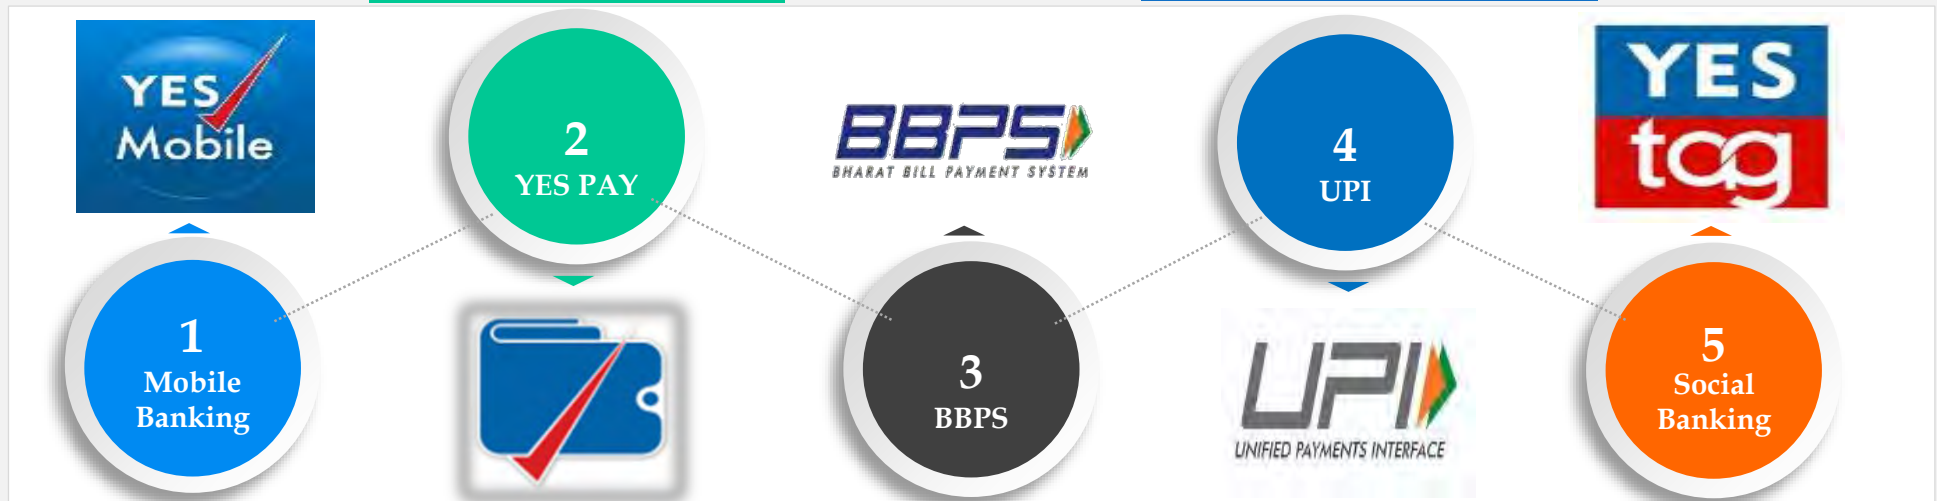 YES
Mobile
1
Mobile
Banking
2
YES PAY
BBPS
BHARAT BILL PAYMENT SYSTEM
3
BBPS
4
UPI
UPI
UNIFIED PAYMENTS INTERFACE
YES
tag
5
Social
Banking